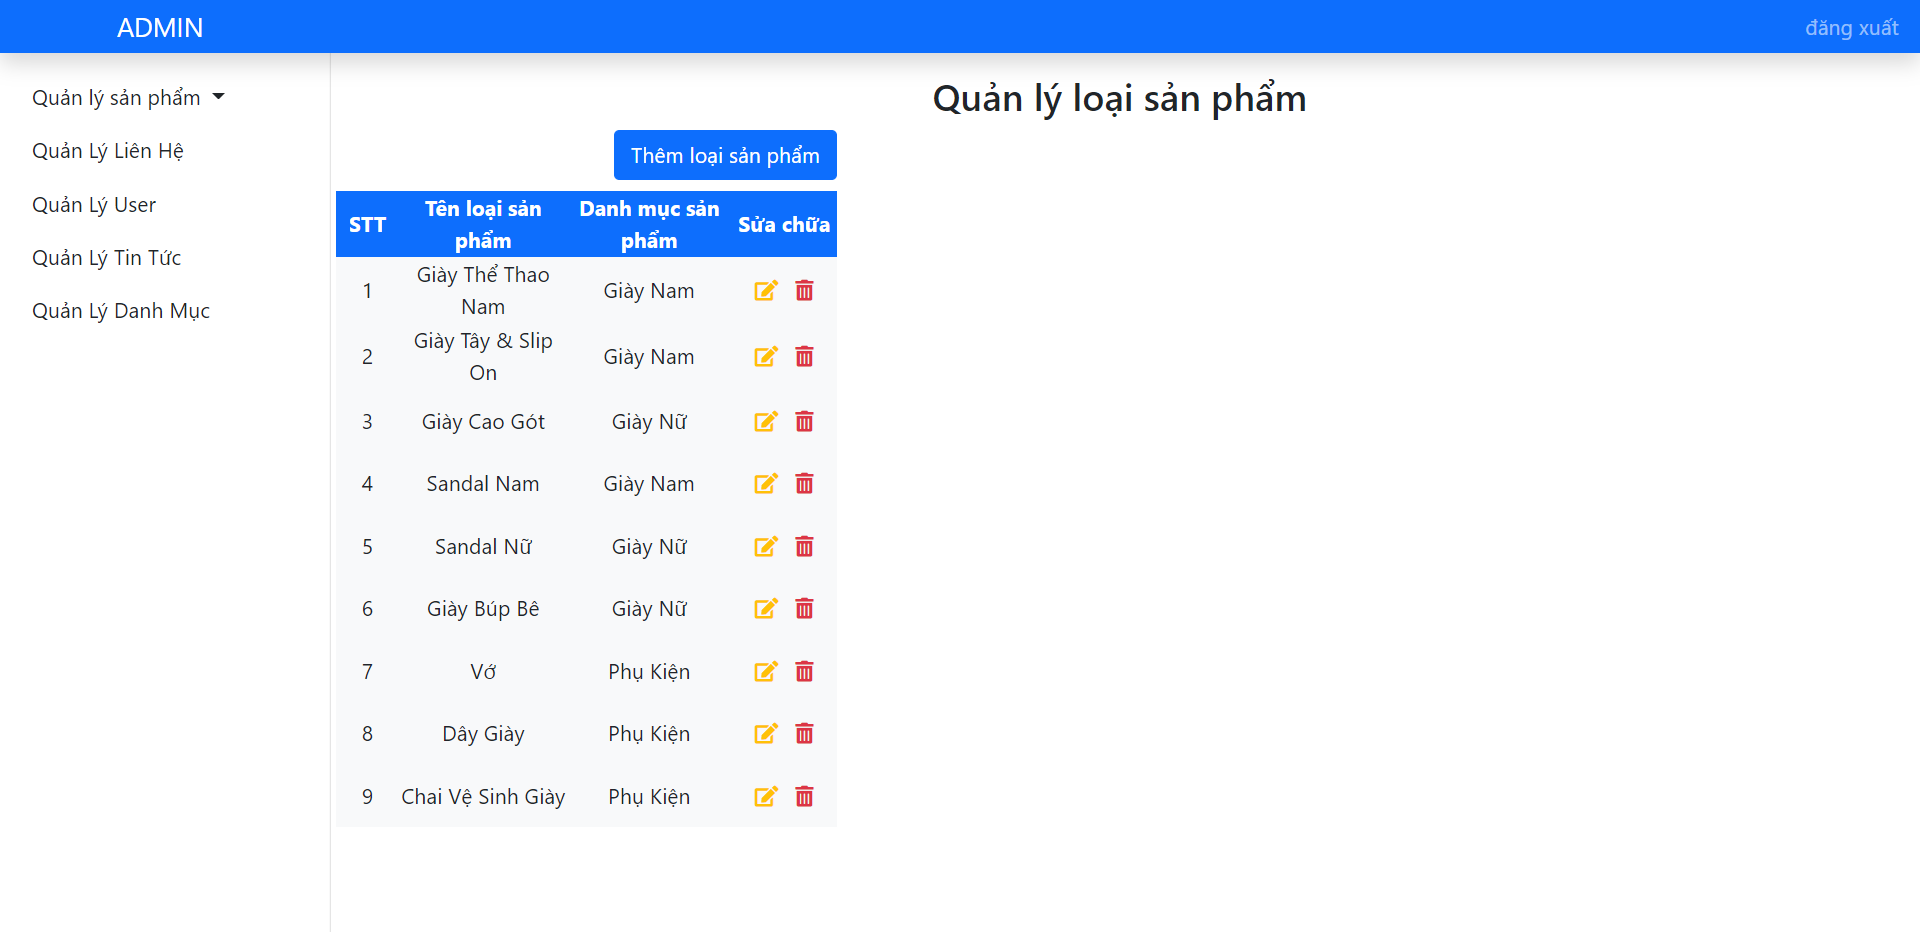 ADMIN
đăng xuất
Quản lý sản phẩm
Quản Lý Liên Hệ
Quản Lý User
Quản Lý Tin Tức
Quản Lý Danh Mục
Quản lý loại sản phẩm
Thêm loại sản phẩm
STT Tên loại sản phẩm Danh mục sản phẩm Sửa chữa
1 Giày Thể Thao Nam Giày Nam
2 Giày Tây & Slip On Giày Nam
3 Giày Cao Gót Giày Nữ
4 Sandal Nam Giày Nam
5 Sandal Nữ Giày Nữ
6 Giày Búp Bê Giày Nữ
7 Vớ Phụ Kiện
8 Dây Giày Phụ Kiện
9 Chai Vệ Sinh Giày Phụ Kiện